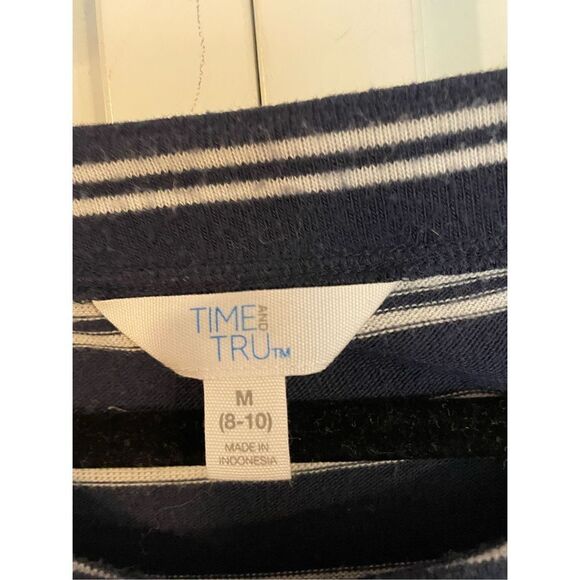 TIME AND
TRU™
M
(8-10)
MADE IN
INDONESIA